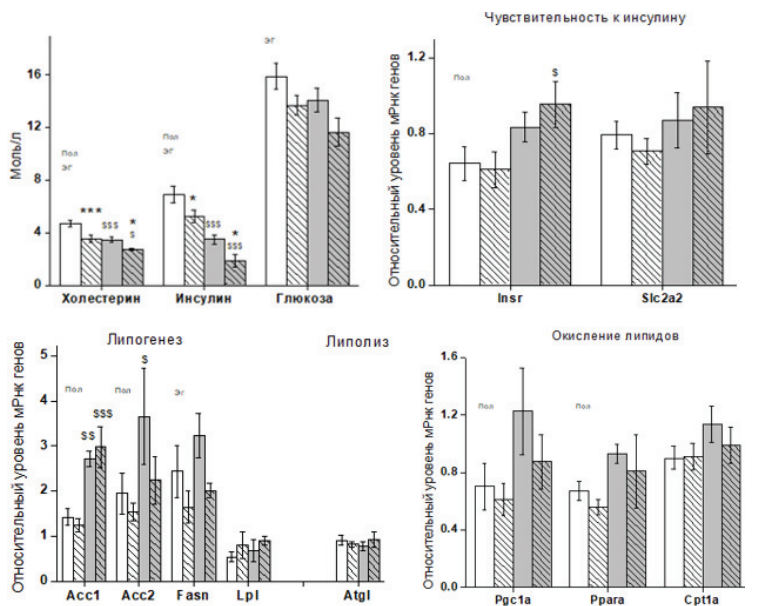 эг
16
12
8
4
0
Моль/л
Пол
эг
***
$$$
*
$
Пол
эг
*
$$$
*
$$$
Холестерин Инсулин Глюкоза
Чувствительность к инсулину
Относительный уровень мРнк генов
1.2
0.8
0.4
0.0
Пол
$
Insr Slc2a2
Липогенез Липолиз
Относительный уровень мРнк генов
5
4
3
2
1
0
Пол Пол Эг
$
$$ $$$
Acc1 Acc2 Fasn Lpl Atgl
Окисление липидов
Относительный уровень мРнк генов
1.6
1.2
0.8
0.4
0.0
Пол Пол
Pgc1a Ppara Cpt1a